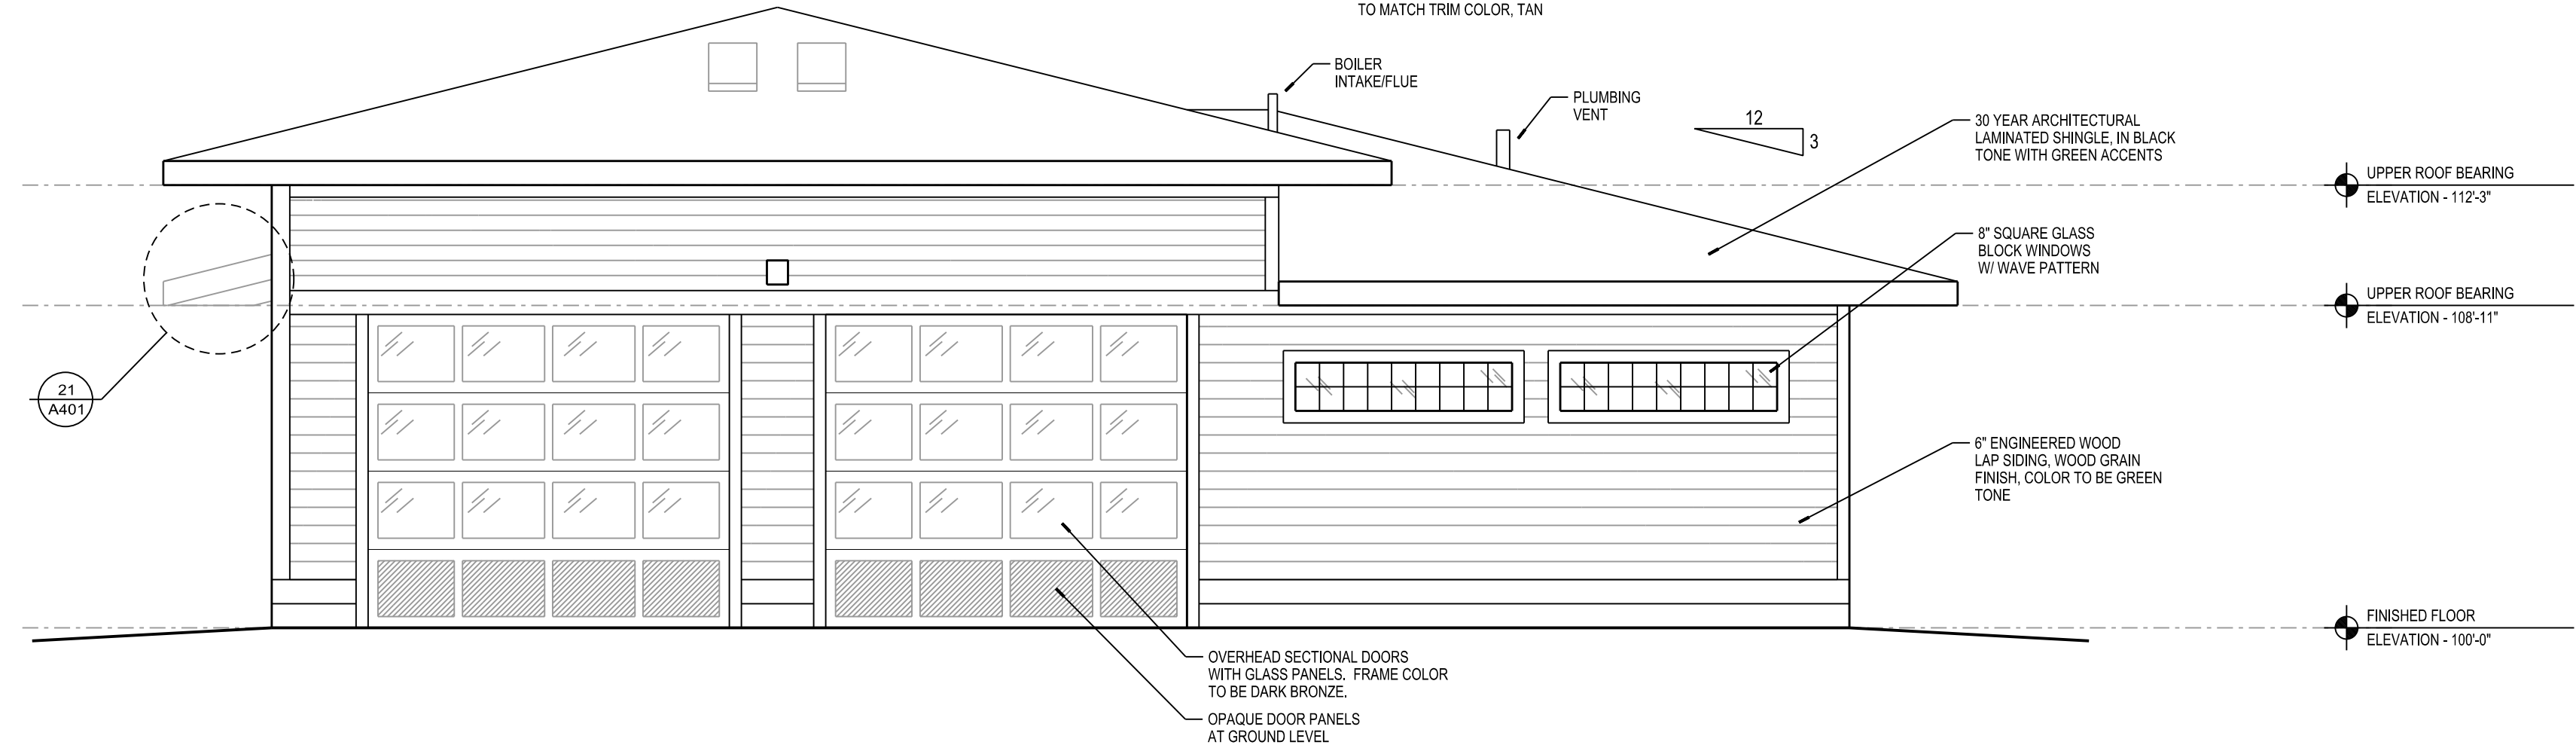 TO MATCH TRIM COLOR, TAN
BOILER
INTAKE/FLUE
PLUMBING
VENT
12
3
30 YEAR ARCHITECTURAL
LAMINATED SHINGLE, IN BLACK
TONE WITH GREEN ACCENTS
UPPER ROOF BEARING
ELEVATION - 112'-3"
8" SQUARE GLASS
BLOCK WINDOWS
W/ WAVE PATTERN
UPPER ROOF BEARING
ELEVATION - 108'-11"
21
A401
6" ENGINEERED WOOD
LAP SIDING, WOOD GRAIN
FINISH, COLOR TO BE GREEN
TONE
FINISHED FLOOR
ELEVATION - 100'-0"
OVERHEAD SECTIONAL DOORS
WITH GLASS PANELS. FRAME COLOR
TO BE DARK BRONZE.
OPAQUE DOOR PANELS
AT GROUND LEVEL